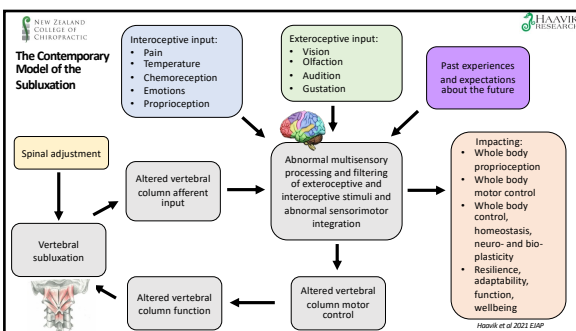 NEW ZEALAND
COLLEGE OF
CHIROPRACTIC
HAAVIK
RESEARCH
The Contemporary
Model of the
Subluxation
Interoceptive input:
• Pain
• Temperature
• Chemoreception
• Emotions
• Proprioception
Exteroceptive input:
• Vision
• Olfaction
• Audition
• Gustation
Past experiences
and expectations
about the future
Spinal adjustment
Altered vertebral
column afferent
input
Abnormal multisensory
processing and filtering
of exteroceptive and
interoceptive stimuli and
abnormal sensorimotor
integration
Impacting:
• Whole body
proprioception
• Whole body
motor control
• Whole body
control,
homeostasis,
neuro- and bio-
plasticity
• Resilience,
adaptability,
function,
wellbeing
Vertebral
subluxation
Altered vertebral
column function
Altered vertebral
column motor
control
Haavik et al 2021 EJAP